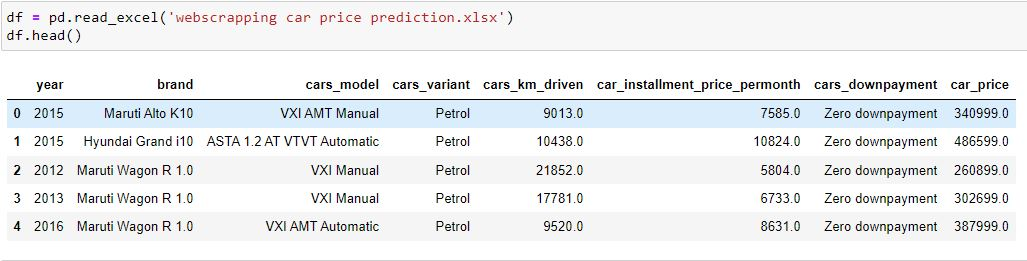 df = pd.read_excel('webscrapping car price prediction.xlsx')
df.head()
year brand cars_model cars_variant cars_km_driven car_installment_price_permonth cars_downpayment car_price
0 2015 Maruti Alto K10 VXI AMT Manual Petrol 9013.0 7585.0 Zero downpayment 340999.0
1 2015 Hyundai Grand i10 ASTA 1.2 AT VTVT Automatic Petrol 10438.0 10824.0 Zero downpayment 486599.0
2 2012 Maruti Wagon R 1.0 VXI Manual Petrol 21852.0 5804.0 Zero downpayment 260899.0
3 2013 Maruti Wagon R 1.0 VXI Manual Petrol 17781.0 6733.0 Zero downpayment 302699.0
4 2016 Maruti Wagon R 1.0 VXI AMT Automatic Petrol 9520.0 8631.0 Zero downpayment 387999.0